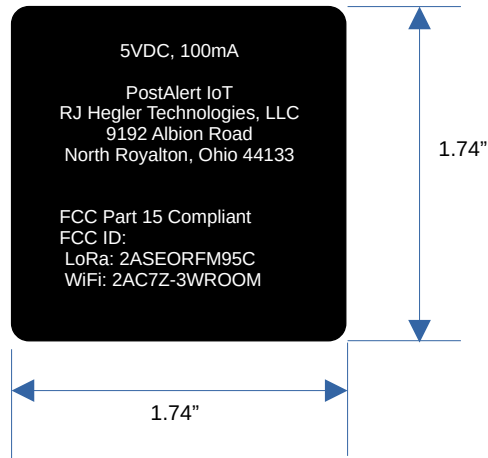 5VDC, 100mA
PostAlert IoT
RJ Hegler Technologies, LLC
9192 Albion Road
North Royalton, Ohio 44133
1.74”
FCC Part 15 Compliant
FCC ID:
LoRa: 2ASEORFM95C
WiFi: 2AC7Z-3WROOM
1.74”